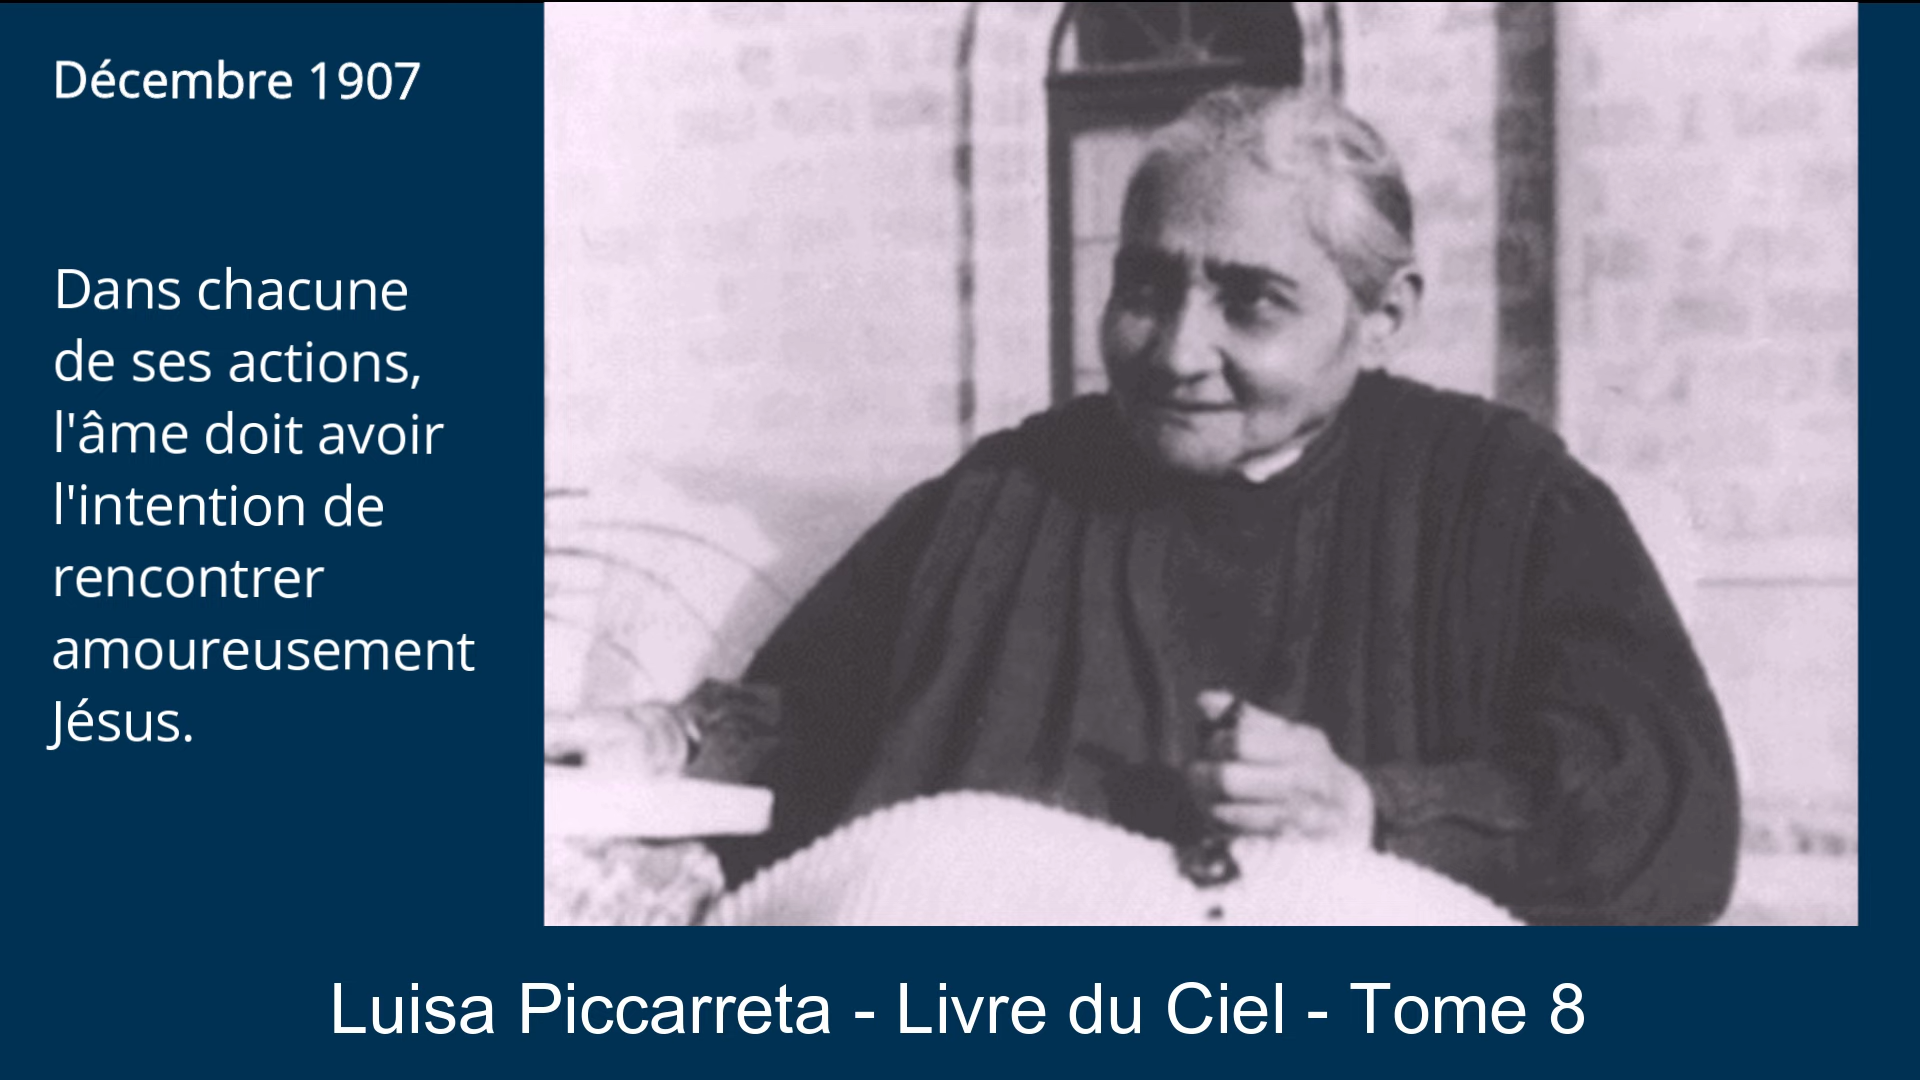 Décembre 1907
Dans chacune
de ses actions,
l'âme doit avoir
l'intention de
rencontrer
amoureusement
Jésus.
Luisa Piccarreta - Livre du Ciel - Tome 8